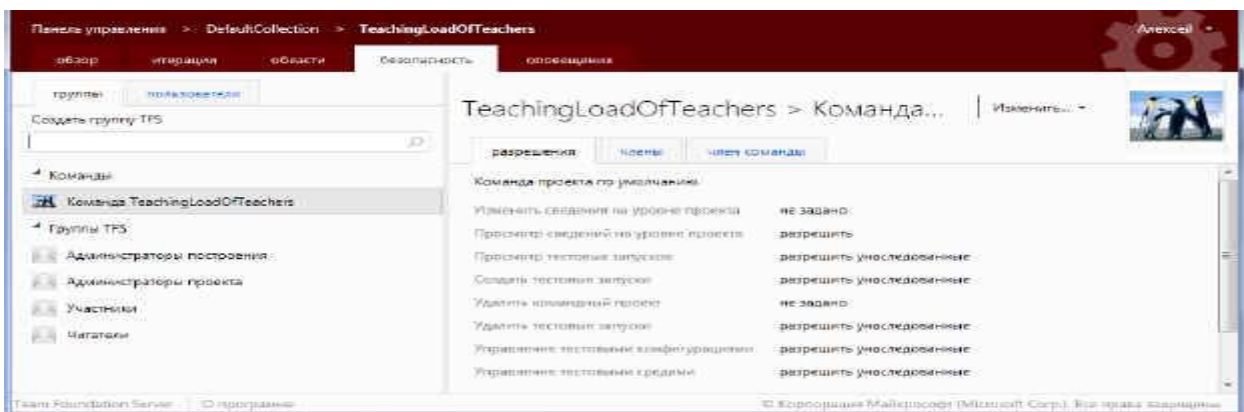 Панель управления > DefaultCollection > TeachingLoadOfTeachers
Алексей
обзор итерация области безопасность оповещения
группы пользователи
Создать группу TFS
Команды
Команда TeachingLoadOfTeachers
Группы TFS
Администраторы построения
Администраторы проекта
Участники
Читатели
TeachingLoadOfTeachers > Команда... Изменить...
разрешения члены член команды
Команда проекта по умолчанию
Изменить сведения на уровне проекта не задано
Просмотр сведений на уровне проекта разрешить
Просмотр тестовых запусков разрешить унаследованные
Создать тестовые запуски разрешить унаследованные
Удалить командный проект не задано
Удалить тестовые запуски разрешить унаследованные
Управление тестовыми конфигурациями разрешить унаследованные
Управление тестовыми средами разрешить унаследованные
Team Foundation Server О программе
© Корпорация Майкрософт (Microsoft Corp.). Все права защищены